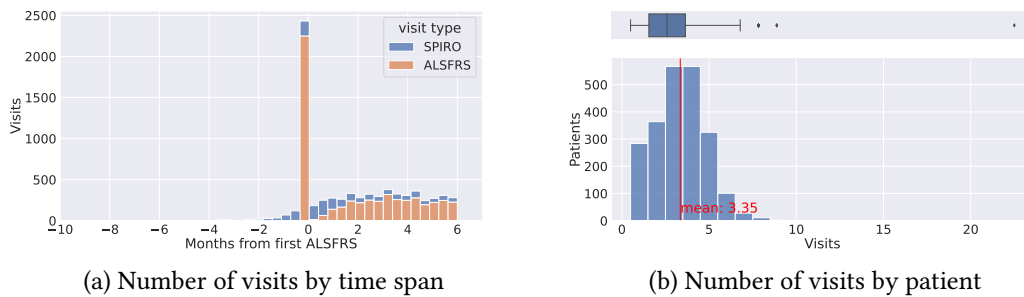 2500
2000
1500
1000
500
0
Visits
visit type
SPIRO
ALSFRS
−10 −8 −6 −4 −2 0 2 4 6
Months from first ALSFRS
(a) Number of visits by time span
500
400
300
200
100
0
Patients
mean: 3.35
0 5 10 15 20
Visits
(b) Number of visits by patient